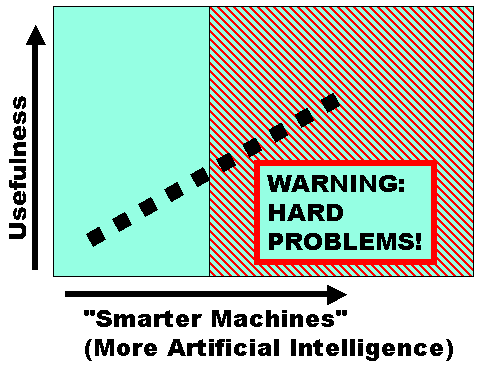 Usefulness
WARNING:
HARD
PROBLEMS!
"Smarter Machines"
(More Artificial Intelligence)